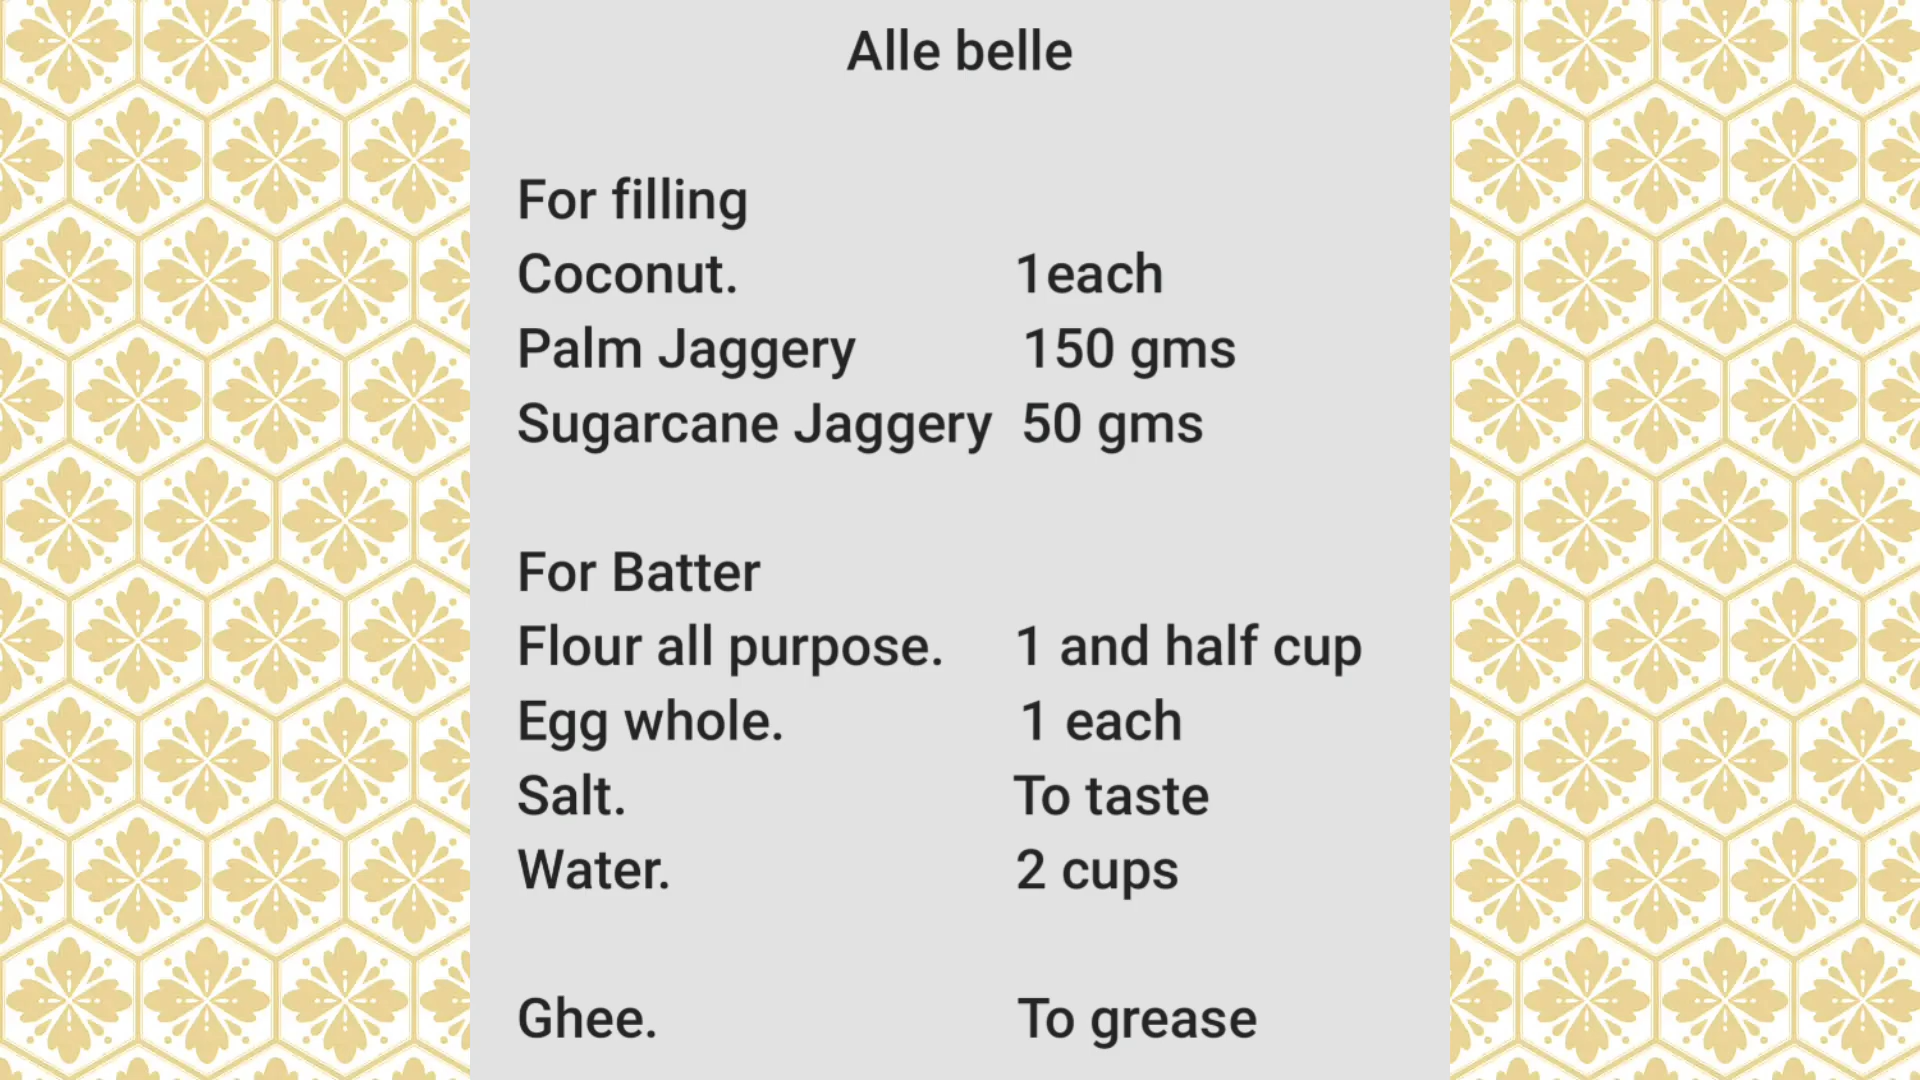 Alle belle
For filling
Coconut. 1each
Palm Jaggery 150 gms
Sugarcane Jaggery 50 gms
For Batter
Flour all purpose. 1 and half cup
Egg whole. 1 each
Salt. To taste
Water. 2 cups
Ghee. To grease